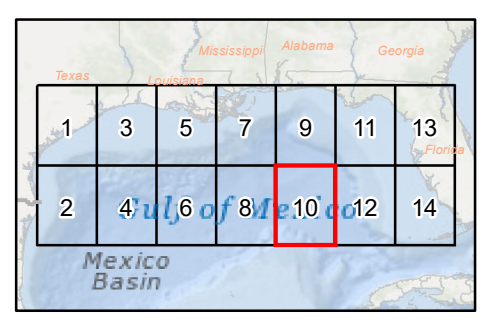 Mississippi Alabama Georgia
Texas Louisiana
1 3 5 7 9 11 13
Florida
2 4 6 8 10 12 14
Gulf of Mexico
Mexico
Basin